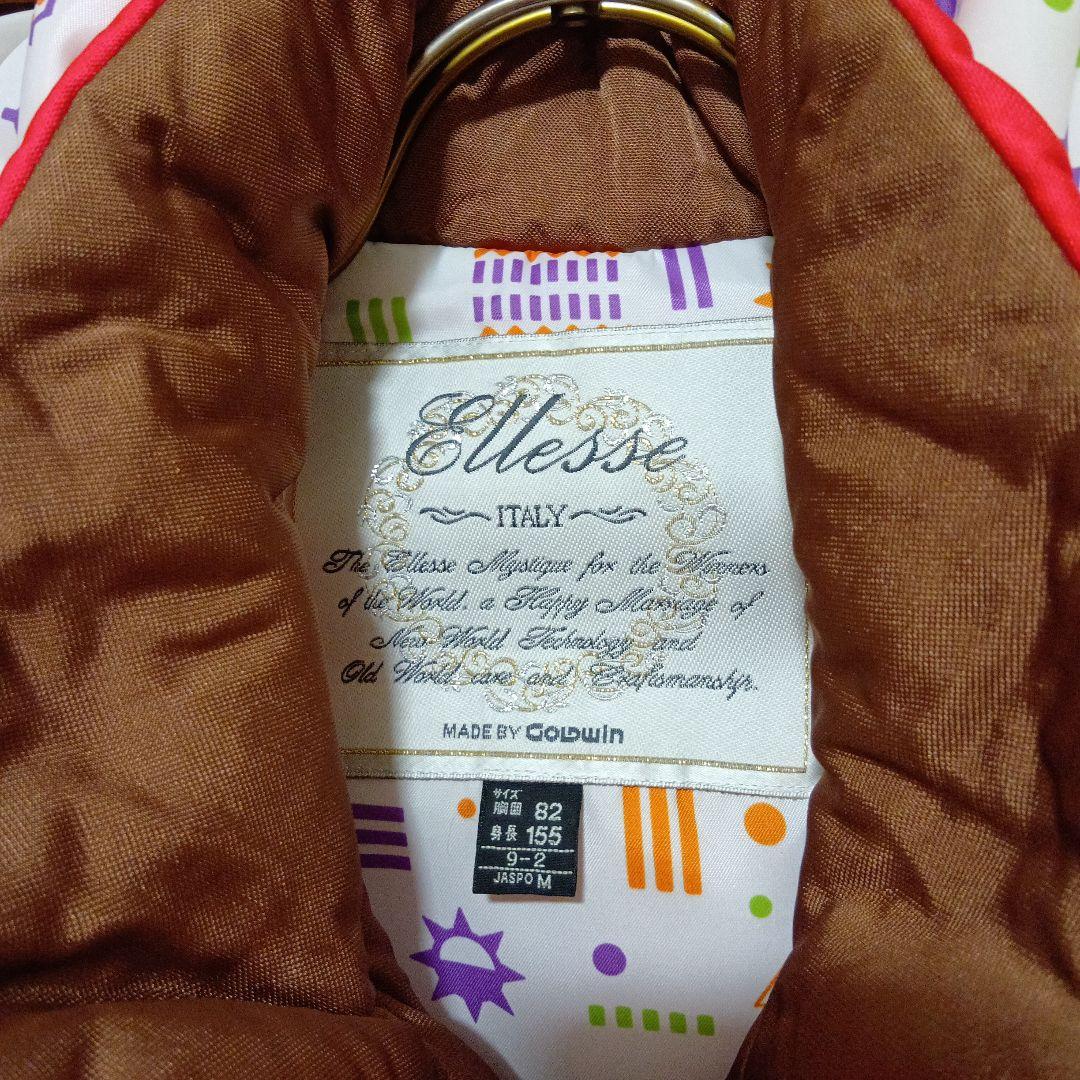 Ellesse
ITALY
The Ellesse Mystique for the Winners
of the World, a Happy Marriage of
New World Technology and
Old World care and Craftsmanship.
MADE BY GOLDWIN
サイズ
胸囲 82
身長 155
9-2
JASPO M